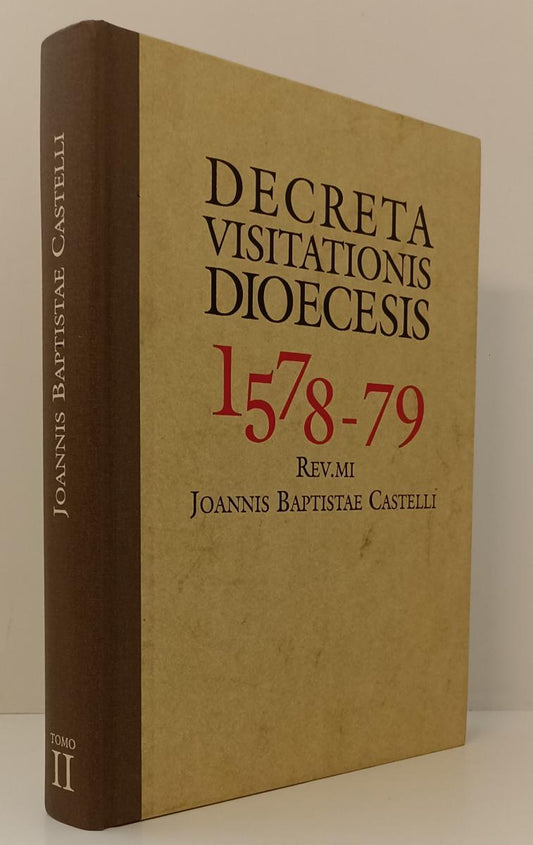 DECRETA
VISITATIONIS
DIOECESIS
1578-79
REV.MI
JOANNIS BAPTISTAE CASTELLI
JOANNIS BAPTISTAE CASTELLI
TOMO
II